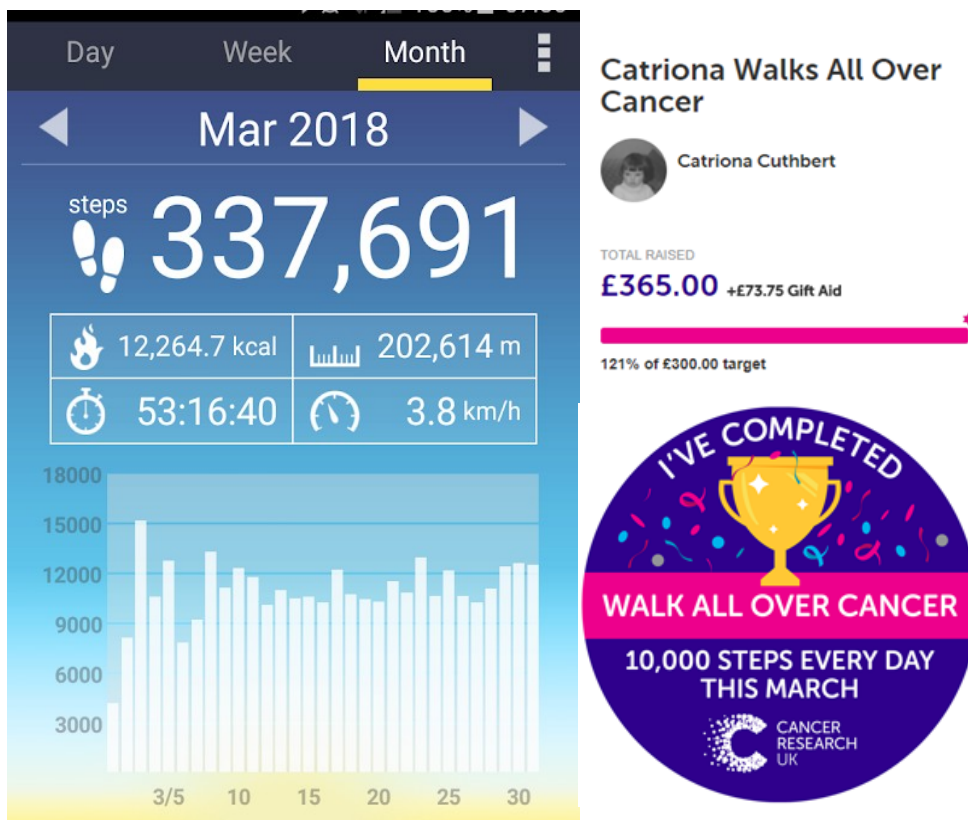 Day Week Month
Mar 2018
steps
337,691
12,264.7 kcal 202,614 m
53:16:40 3.8 km/h
18000
15000
12000
9000
6000
3000
3/5 10 15 20 25 30
Catriona Walks All Over
Cancer
Catriona Cuthbert
TOTAL RAISED
£365.00 +£73.75 Gift Aid
121% of £300.00 target
I'VE COMPLETED
WALK ALL OVER CANCER
10,000 STEPS EVERY DAY
THIS MARCH
CANCER
RESEARCH
UK